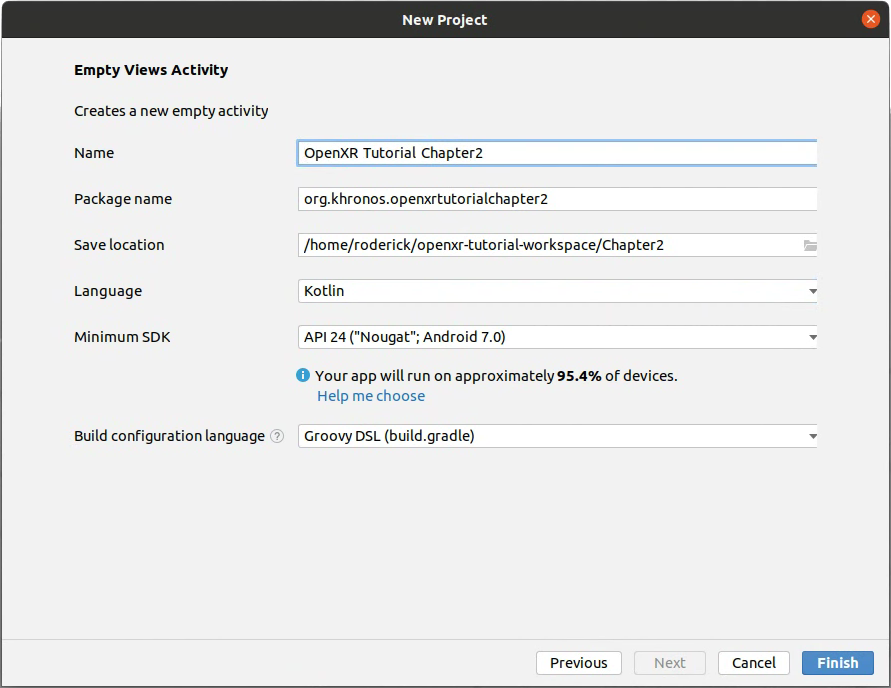 New Project
Empty Views Activity
Creates a new empty activity
Name OpenXR Tutorial Chapter2
Package name org.khronos.openxrtutorialchapter2
Save location /home/roderick/openxr-tutorial-workspace/Chapter2
Language Kotlin
Minimum SDK API 24 ("Nougat"; Android 7.0)
Your app will run on approximately 95.4% of devices.
Help me choose
Build configuration language ? Groovy DSL (build.gradle)
Previous Next Cancel Finish